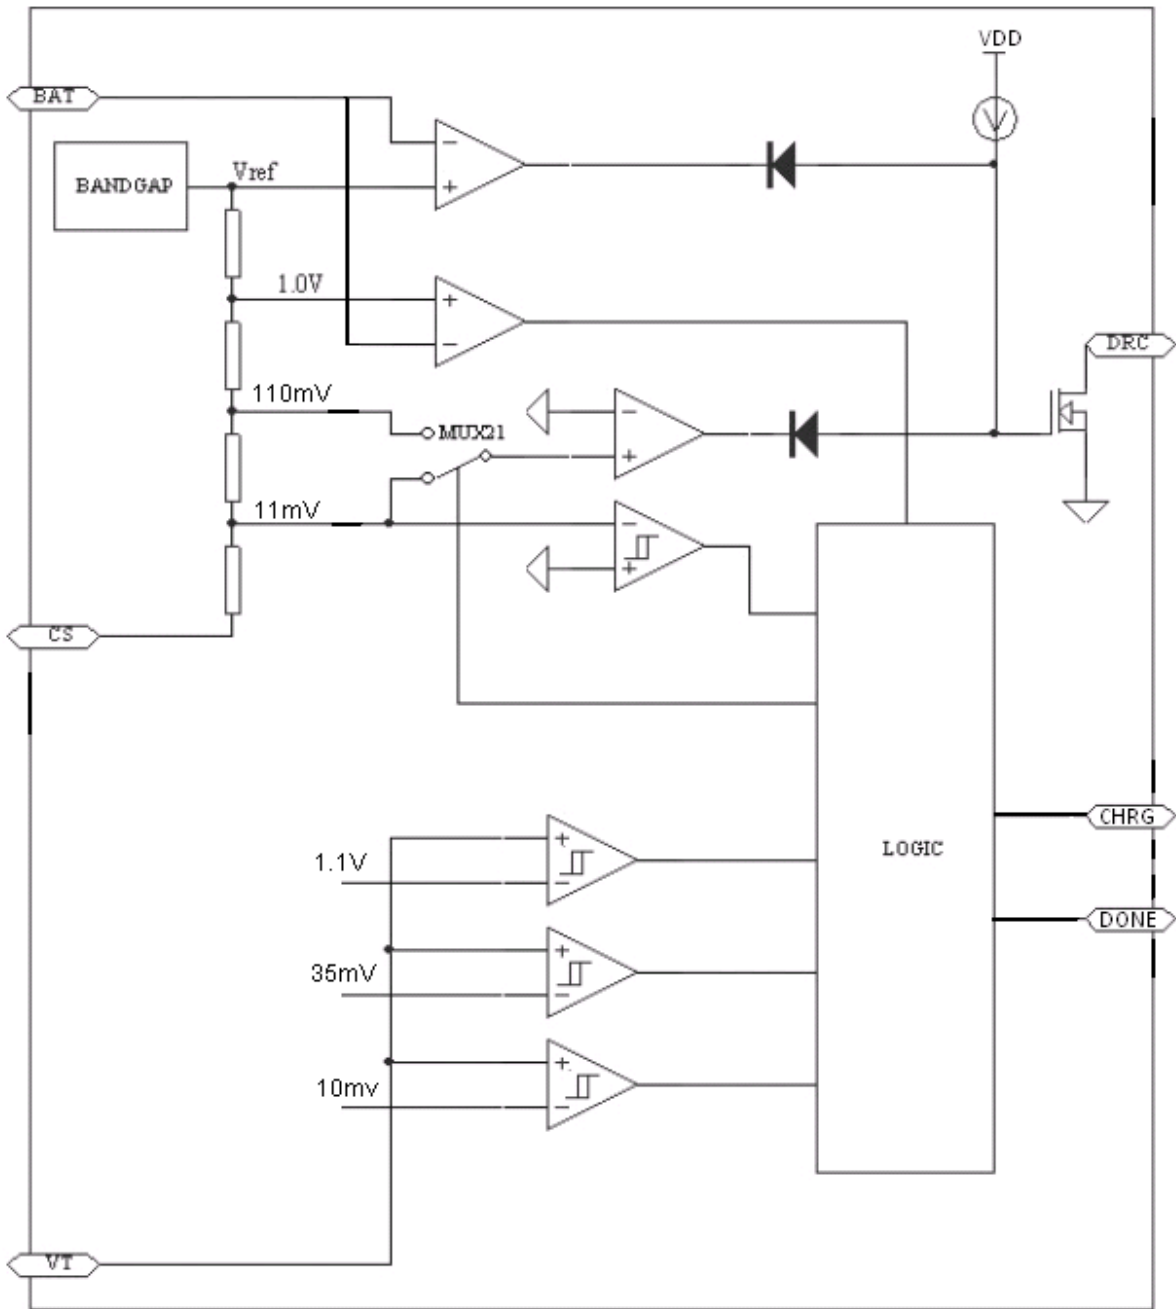 VDD
BAT
Vref
BANDGAP
1.0V
DRC
110mV
MUX21
11mV
CS
CHRG
1.1V
LOGIC
DONE
35mV
10mv
VT